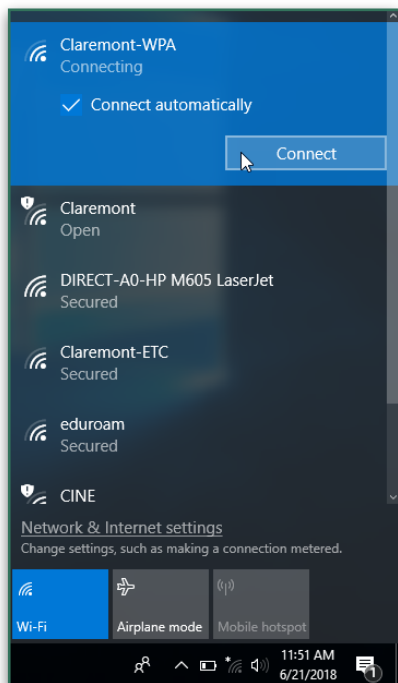 Claremont-WPA
Connecting
Connect automatically
Connect
Claremont
Open
DIRECT-A0-HP M605 LaserJet
Secured
Claremont-ETC
Secured
eduroam
Secured
CINE
Network & Internet settings
Change settings, such as making a connection metered.
Wi-Fi Airplane mode Mobile hotspot
11:51 AM
6/21/2018 1